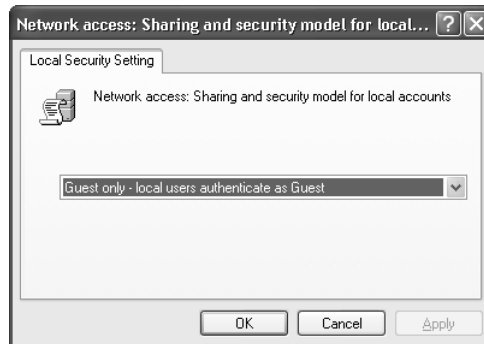 Network access: Sharing and security model for local... ? X
Local Security Setting
Network access: Sharing and security model for local accounts
Guest only - local users authenticate as Guest
OK Cancel Apply